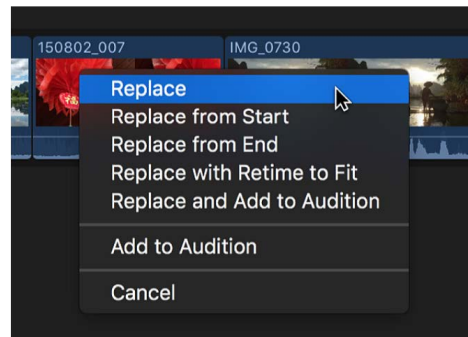 150802_007
IMG_0730
Replace
Replace from Start
Replace from End
Replace with Retime to Fit
Replace and Add to Audition
Add to Audition
Cancel